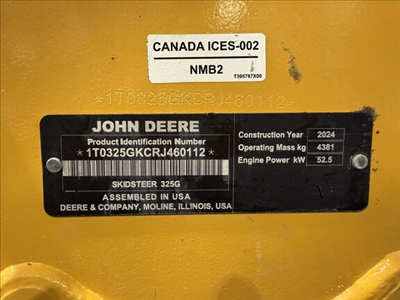 CANADA ICES-002
NMB2
T395787X00
*1T0325GKCRJ460112*
JOHN DEERE
Product Identification Number
*1T0325GKCRJ460112*
SKIDSTEER 325G
ASSEMBLED IN USA
DEERE & COMPANY, MOLINE, ILLINOIS, USA
Construction Year 2024
Operating Mass kg 4381
Engine Power kW 52.5